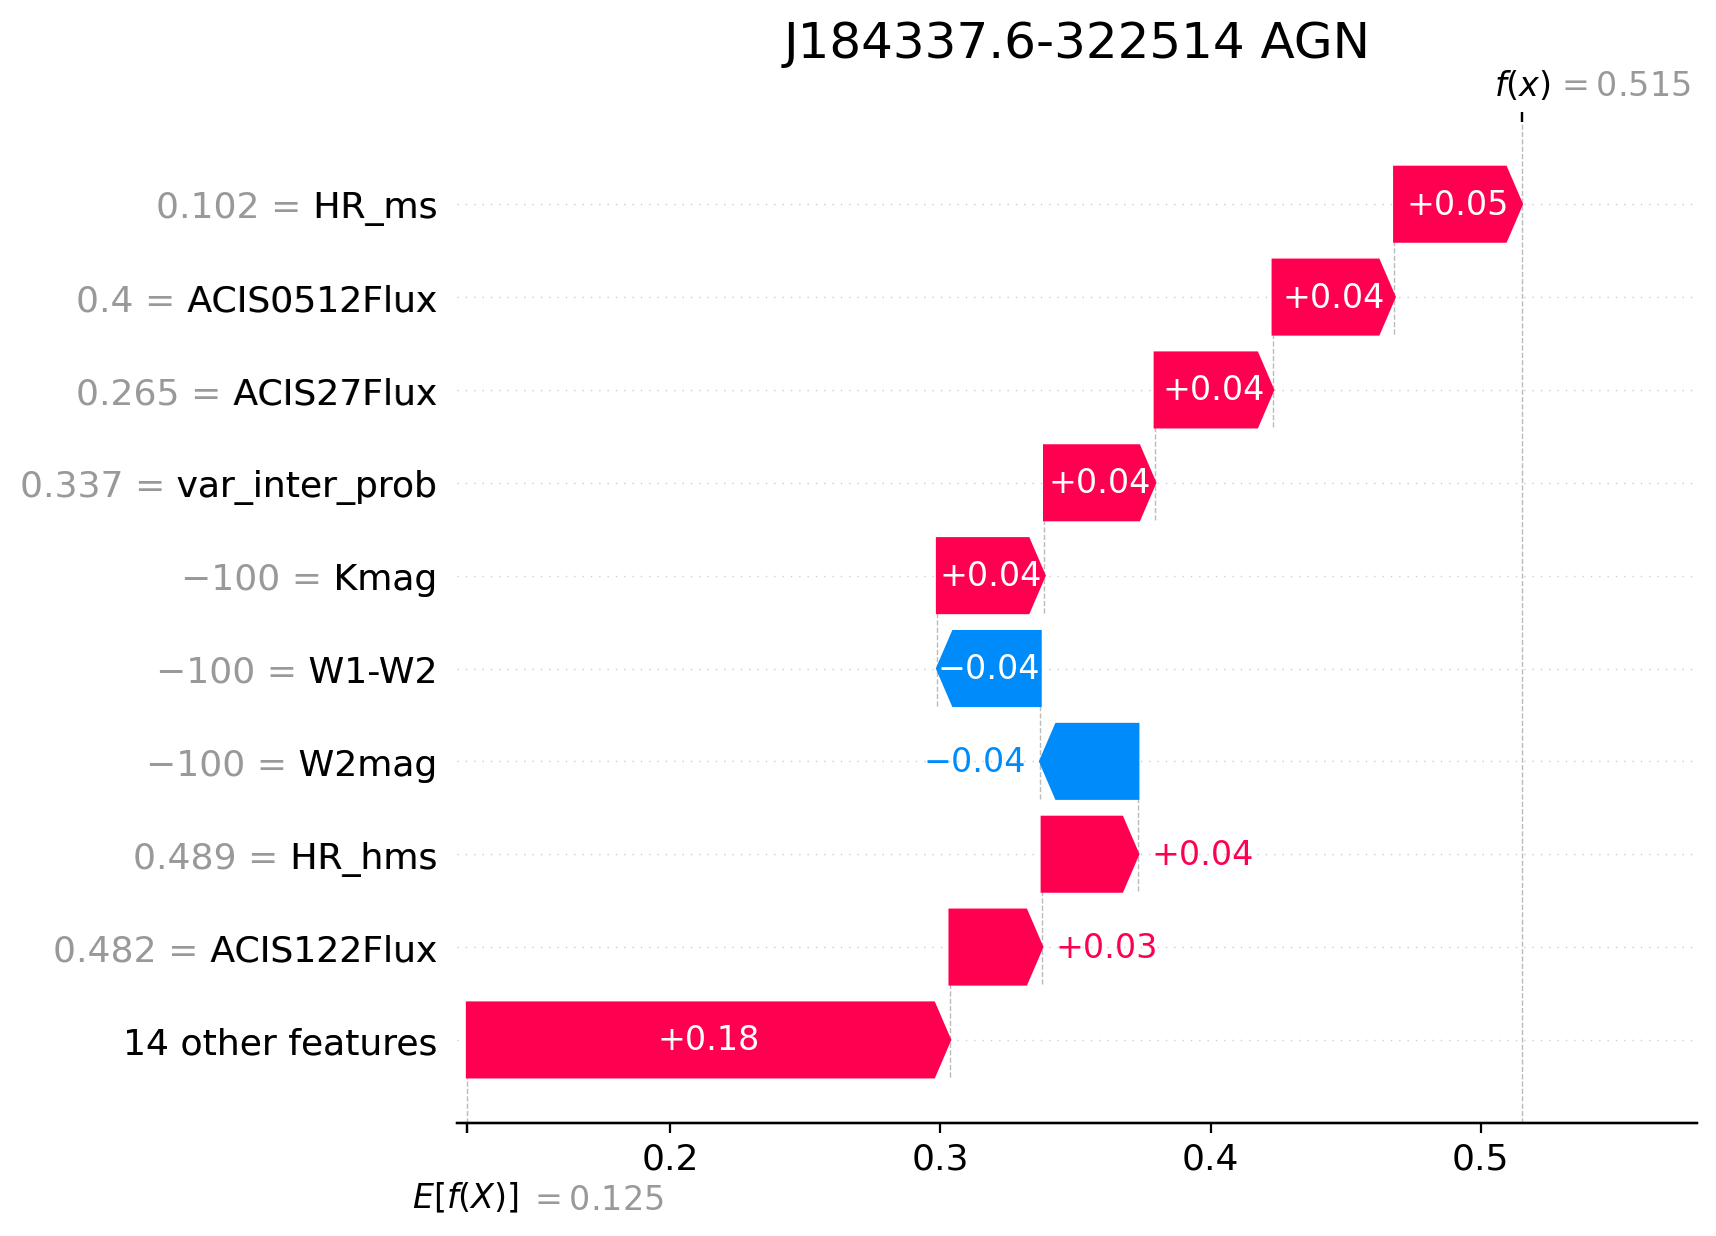 J184337.6-322514 AGN
f(x) = 0.515
0.102 = HR_ms +0.05
0.4 = ACIS0512Flux +0.04
0.265 = ACIS27Flux +0.04
0.337 = var_inter_prob +0.04
−100 = Kmag +0.04
−100 = W1-W2 −0.04
−100 = W2mag −0.04
0.489 = HR_hms +0.04
0.482 = ACIS122Flux +0.03
14 other features +0.18
0.2 0.3 0.4 0.5
E[f(X)] = 0.125